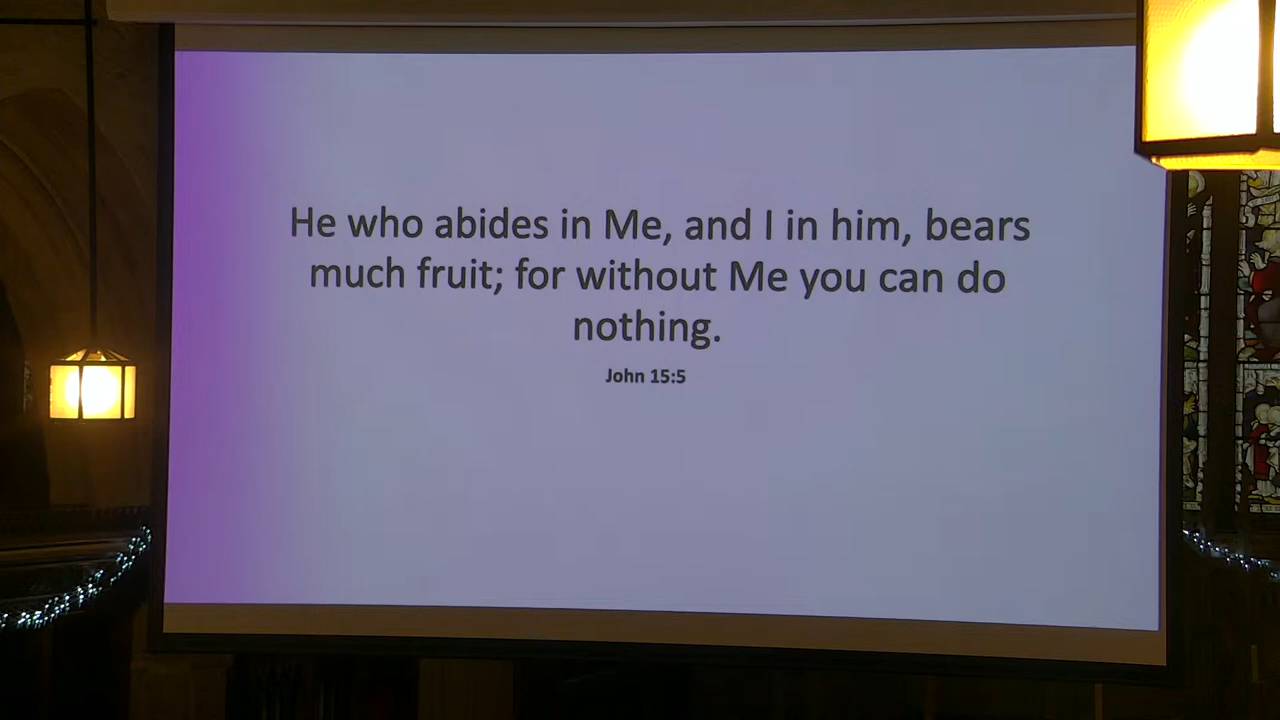 He who abides in Me, and I in him, bears
much fruit; for without Me you can do
nothing.
John 15:5